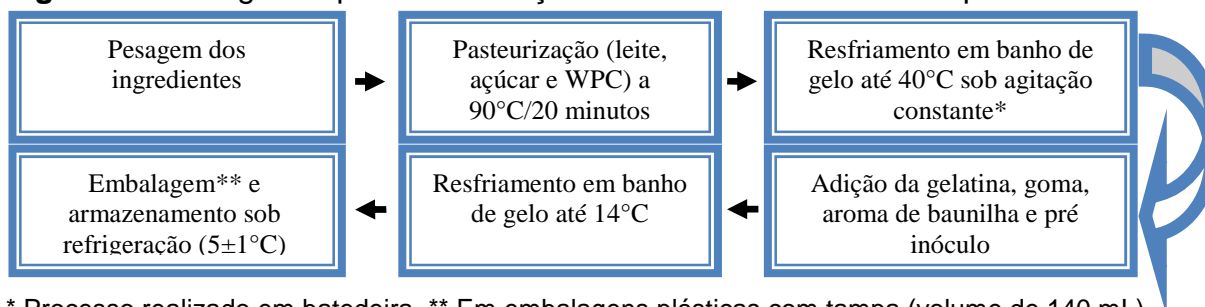 Pesagem dos
ingredientes
Pasteurização (leite,
açúcar e WPC) a
90°C/20 minutos
Resfriamento em banho de
gelo até 40°C sob agitação
constante*
Adição da gelatina, goma,
aroma de baunilha e pré
inóculo
Resfriamento em banho
de gelo até 14°C
Embalagem** e
armazenamento sob
refrigeração (5±1°C)
* Processo realizado em batedeira. ** Em embalagens plásticas com tampa (volume de 140 mL)